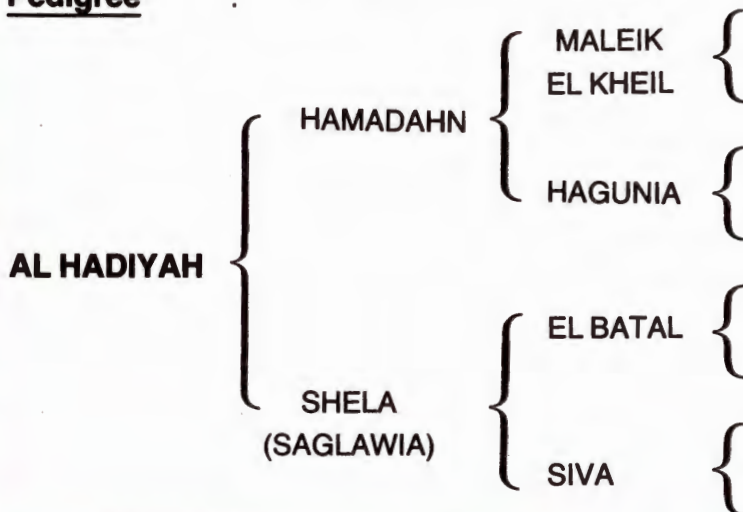 Pedigree
MALEIK
EL KHEIL
HAMADAHN
HAGUNIA
AL HADIYAH
EL BATAL
SHELA
(SAGLAWIA)
SIVA